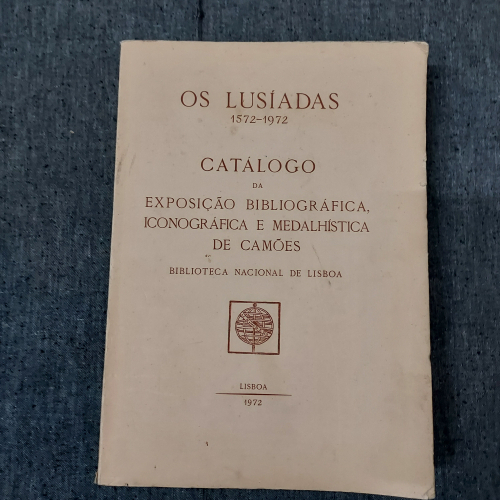 OS LUSÍADAS
1572-1972
CATÁLOGO
DA
EXPOSIÇÃO BIBLIOGRÁFICA,
ICONOGRÁFICA E MEDALHÍSTICA
DE CAMÕES
BIBLIOTECA NACIONAL DE LISBOA
LISBOA
1972